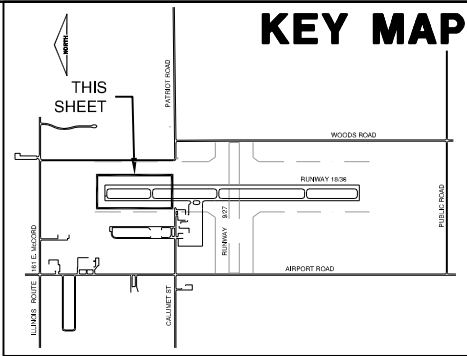 KEY MAP
NORTH
THIS
SHEET
PATRIOT ROAD
WOODS ROAD
RUNWAY 18/36
RUNWAY 9/27
PUBLIC ROAD
AIRPORT ROAD
ILLINOIS ROUTE 161 E. McCORD
CALUMET ST